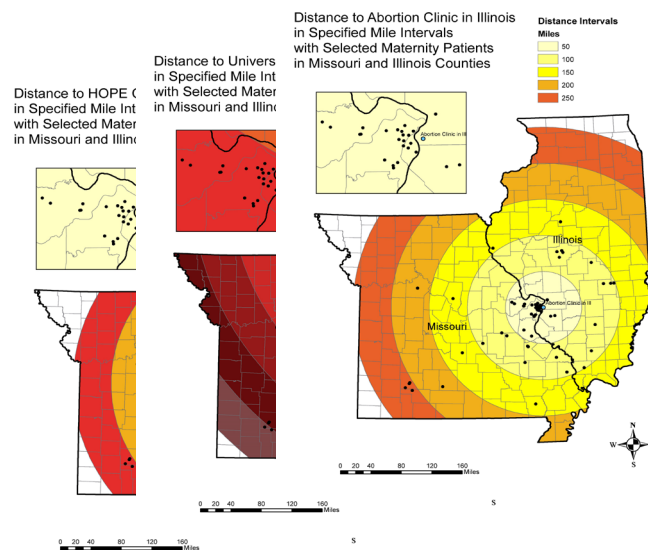 Distance to Abortion Clinic in Illinois
in Specified Mile Intervals
with Selected Maternity Patients
in Missouri and Illinois Counties
Distance Intervals
Miles
50
100
150
200
250
Distance to Univers
in Specified Mile Int
with Selected Mater
in Missouri and Illinc
Distance to HOPE C
in Specified Mile Int
with Selected Mater
in Missouri and Illinc
Abortion Clinic in Ill
Illinois
Abortion Clinic in Ill
Missouri
N
W E
S
0 20 40 80 120 160
Miles
0 20 40 80 120 160
Miles
0 20 40 80 120 160
Miles
S
S